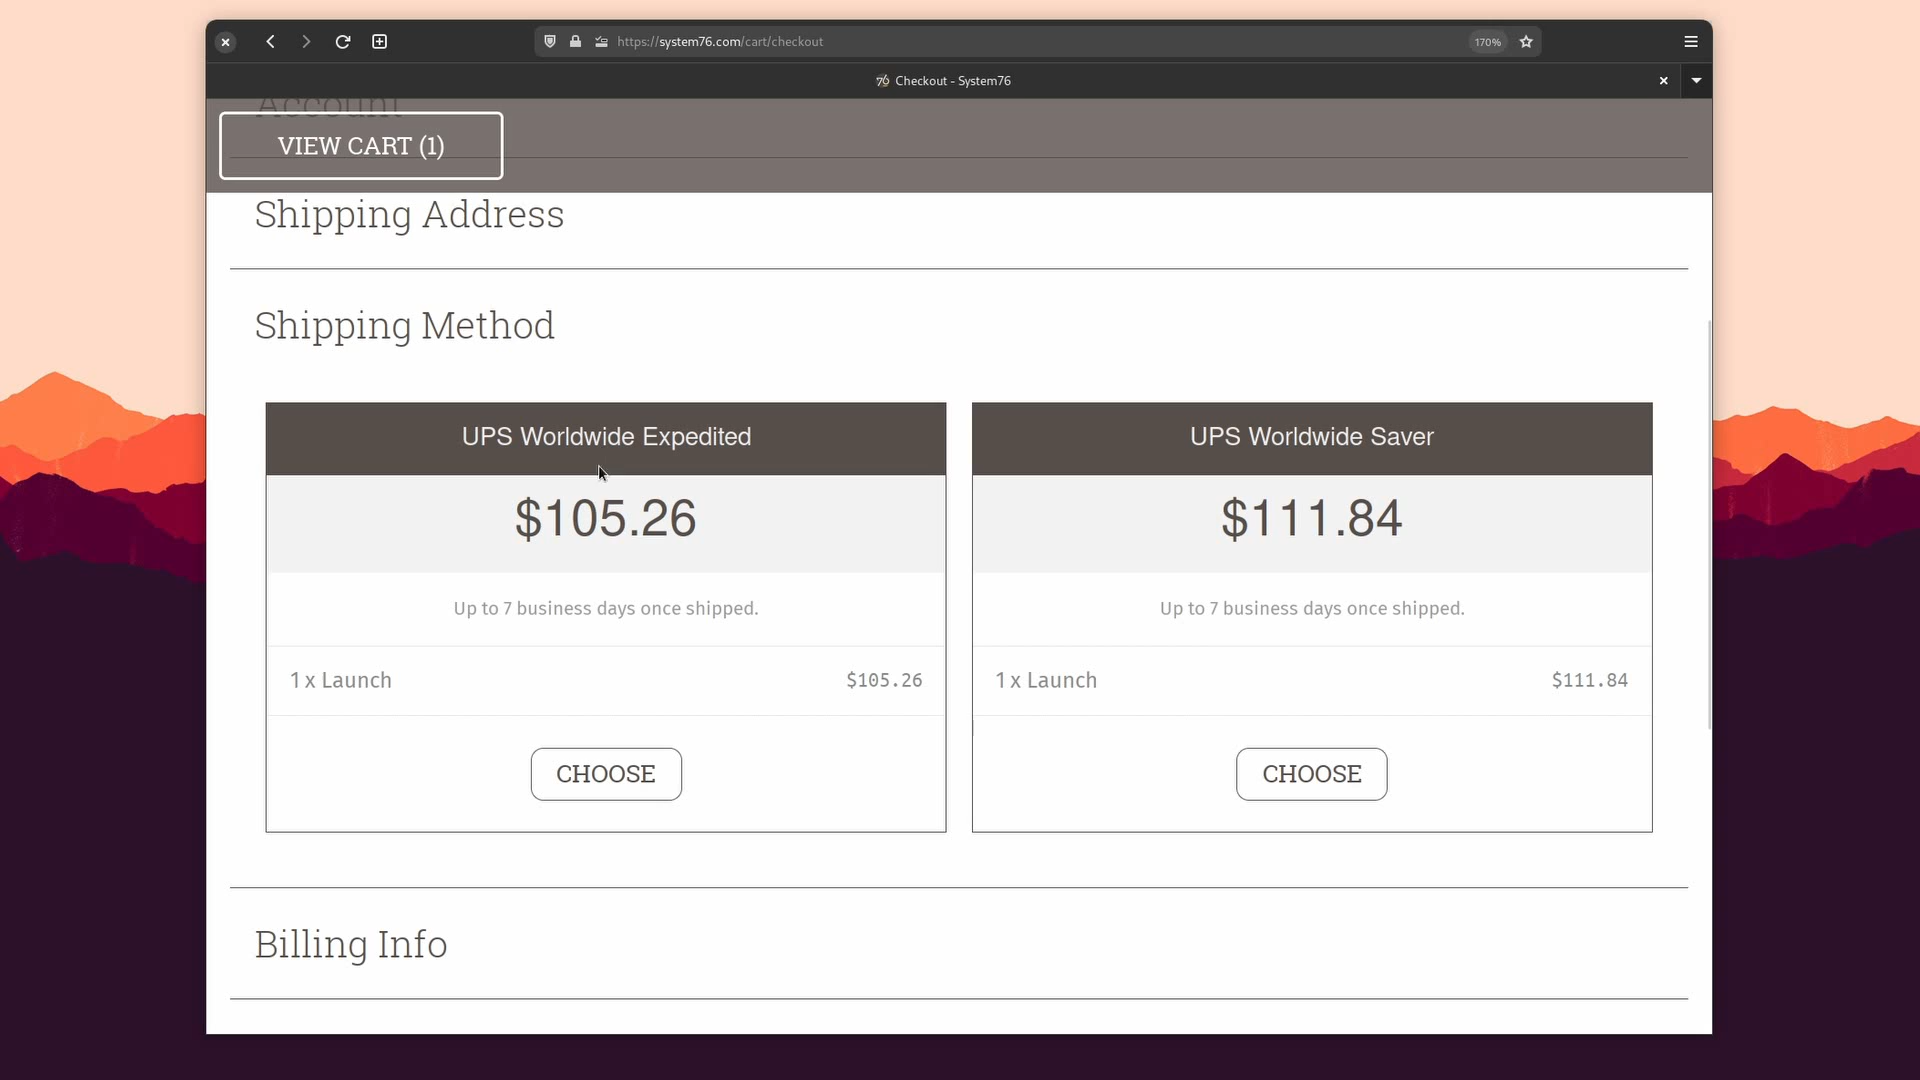 https://system76.com/cart/checkout
170%
76 Checkout - System76
Account
VIEW CART (1)
Shipping Address
Shipping Method
UPS Worldwide Expedited
$105.26
Up to 7 business days once shipped.
1 x Launch $105.26
CHOOSE
UPS Worldwide Saver
$111.84
Up to 7 business days once shipped.
1 x Launch $111.84
CHOOSE
Billing Info